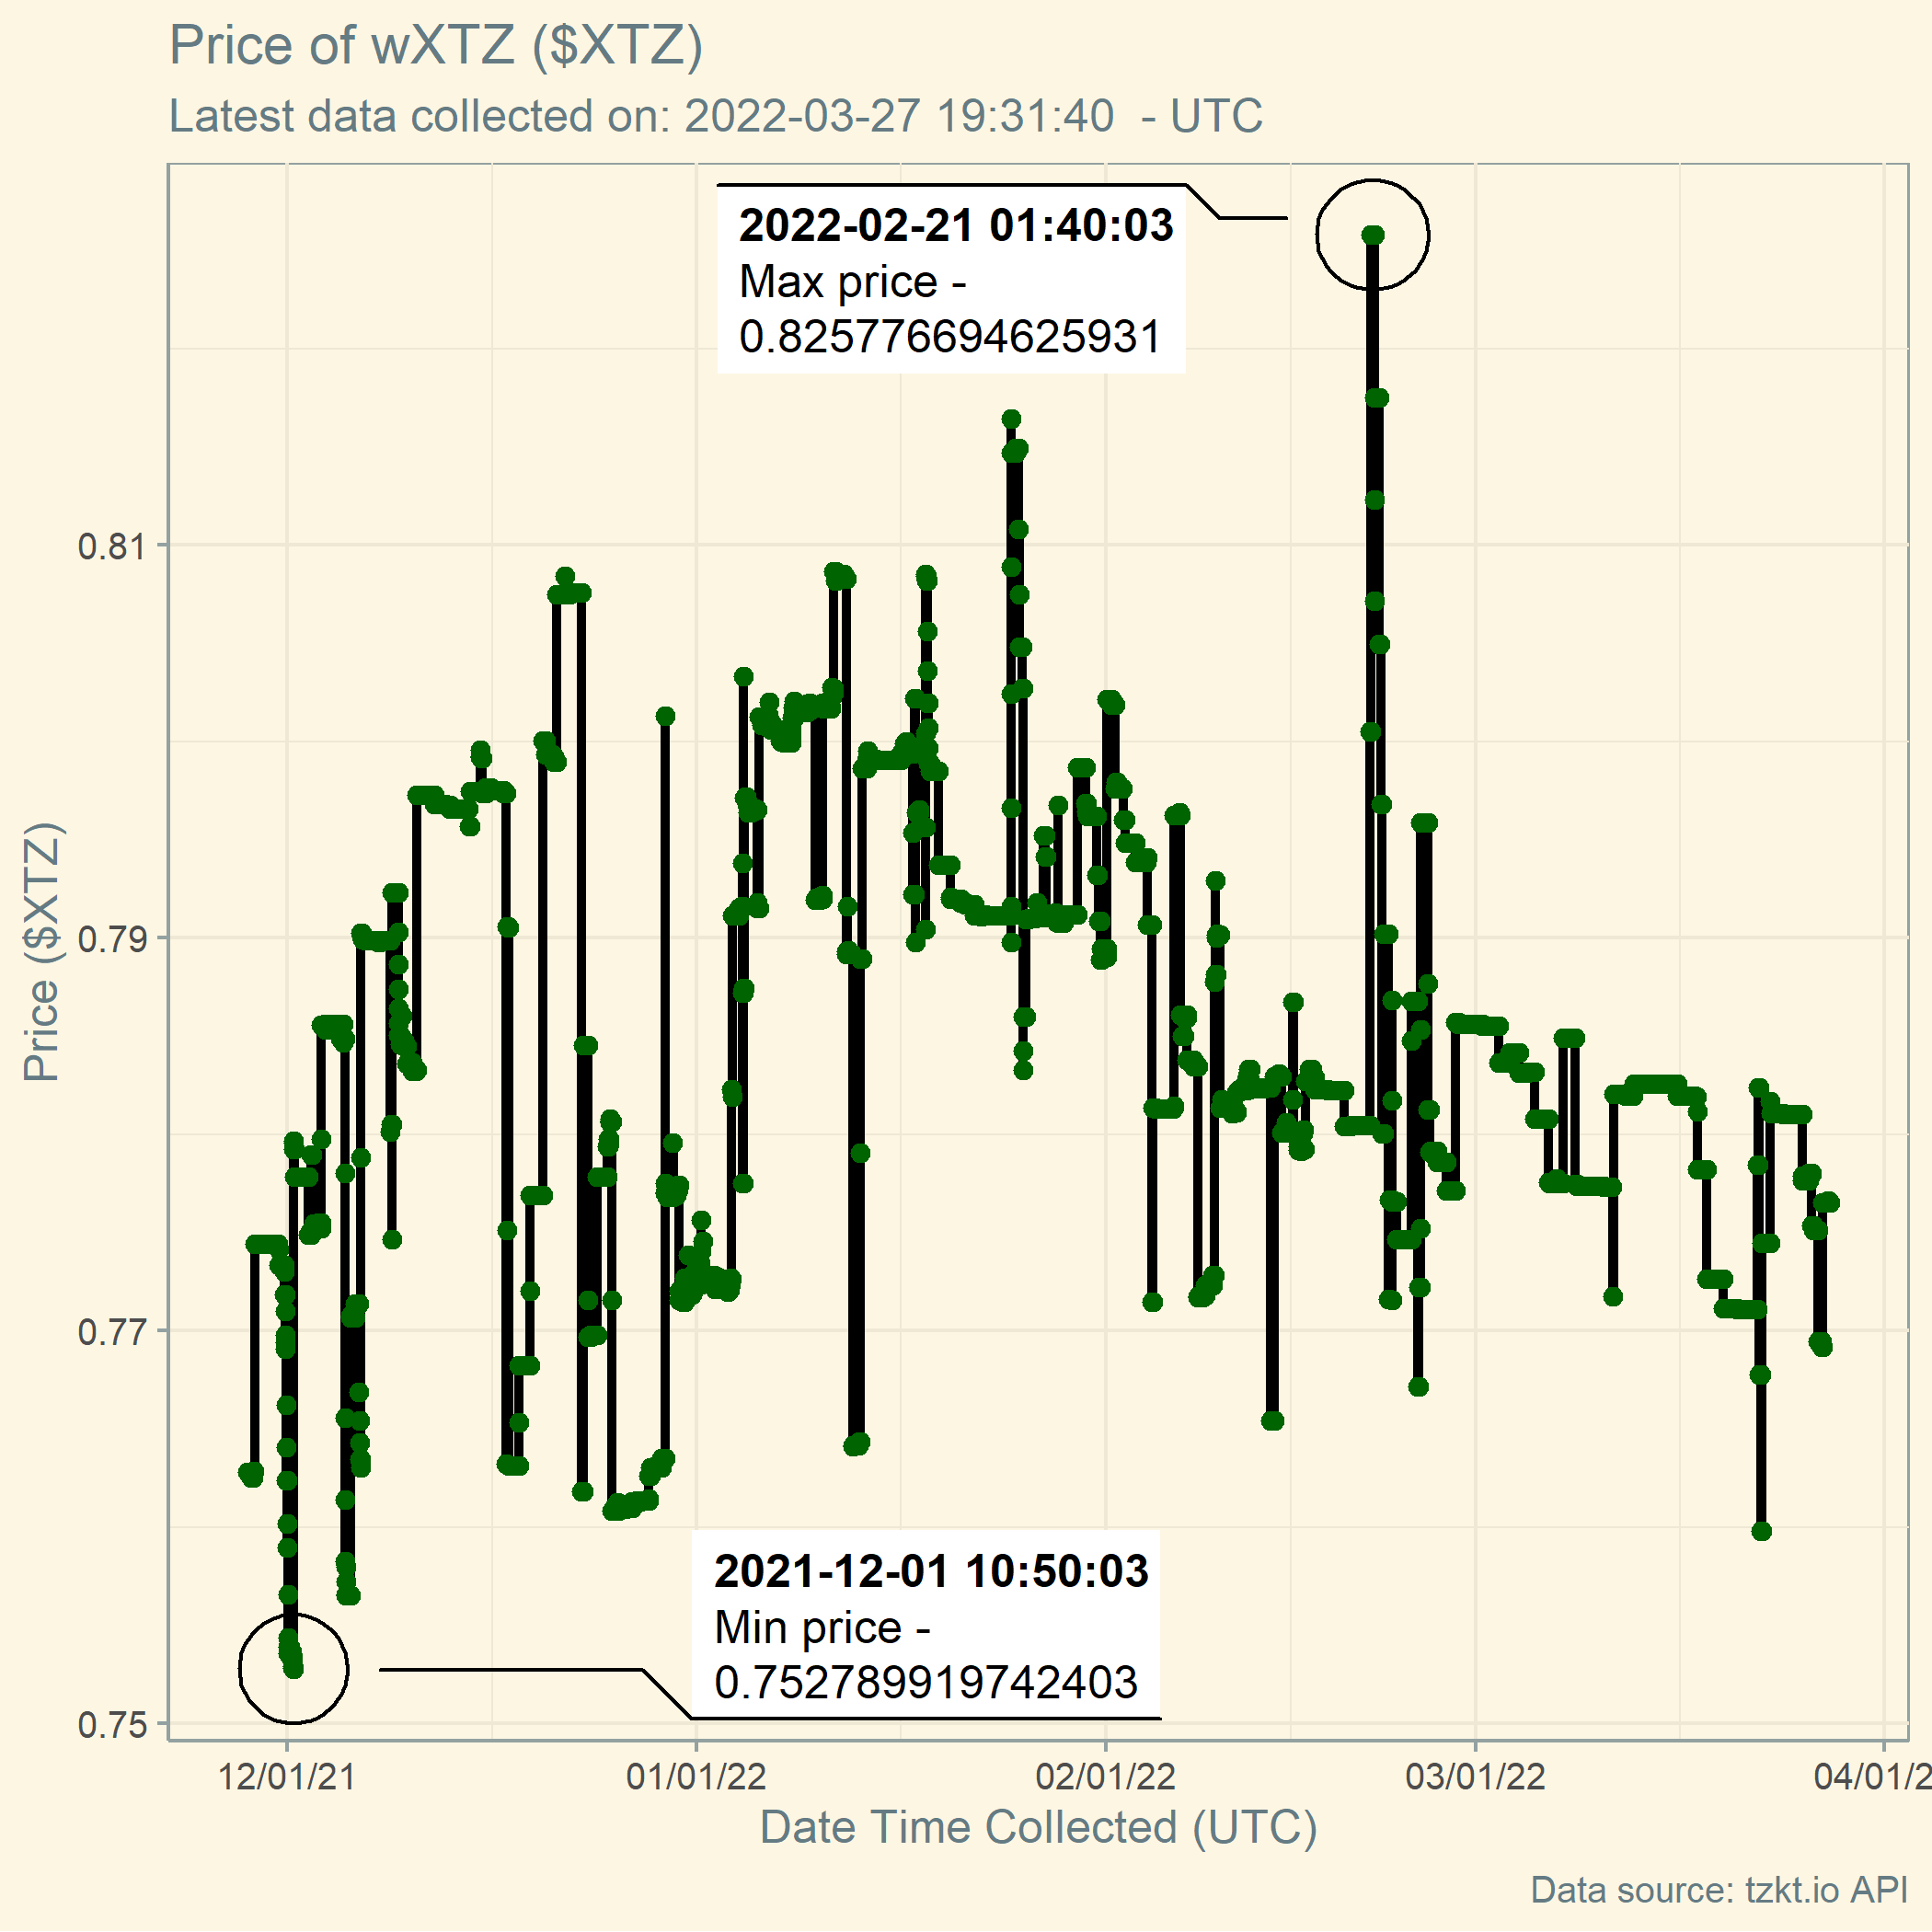 Price of wXTZ ($XTZ)
Latest data collected on: 2022-03-27 19:31:40  - UTC
2022-02-21 01:40:03
Max price -
0.825776694625931
0.81
0.79
0.77
0.75
Price ($XTZ)
2021-12-01 10:50:03
Min price -
0.752789919742403
12/01/21 01/01/22 02/01/22 03/01/22 04/01/2
Date Time Collected (UTC)
Data source: tzkt.io API